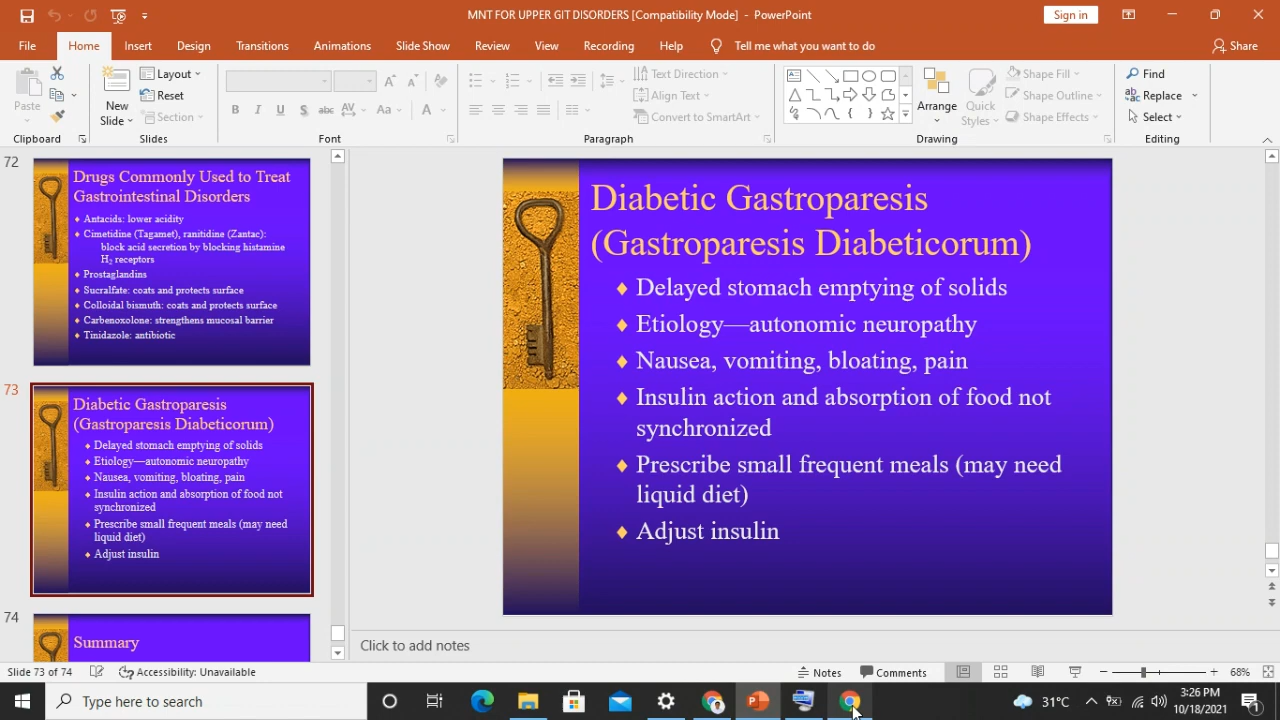 MNT FOR UPPER GIT DISORDERS [Compatibility Mode] - PowerPoint
Sign in
File Home Insert Design Transitions Animations Slide Show Review View Recording Help Tell me what you want to do Share
Paste
Clipboard
New
Slide
Layout
Reset
Section
Slides
B I U S abc AV Aa A
Font
Text Direction
Align Text
Convert to SmartArt
Paragraph
Arrange
Quick
Styles
Shape Fill
Shape Outline
Shape Effects
Drawing
Find
Replace
Select
Editing
72
Drugs Commonly Used to Treat
Gastrointestinal Disorders
Antacids: lower acidity
Cimetidine (Tagamet), ranitidine (Zantac):
block acid secretion by blocking histamine
H2 receptors
Prostaglandins
Sucralfate: coats and protects surface
Colloidal bismuth: coats and protects surface
Carbenoxolone: strengthens mucosal barrier
Tinidazole: antibiotic
73
Diabetic Gastroparesis
(Gastroparesis Diabeticorum)
Delayed stomach emptying of solids
Etiology—autonomic neuropathy
Nausea, vomiting, bloating, pain
Insulin action and absorption of food not
synchronized
Prescribe small frequent meals (may need
liquid diet)
Adjust insulin
74
Summary
Diabetic Gastroparesis
(Gastroparesis Diabeticorum)
Delayed stomach emptying of solids
Etiology—autonomic neuropathy
Nausea, vomiting, bloating, pain
Insulin action and absorption of food not
synchronized
Prescribe small frequent meals (may need
liquid diet)
Adjust insulin
Click to add notes
Slide 73 of 74 Accessibility: Unavailable Notes Comments 68%
Type here to search
31°C
3:26 PM
10/18/2021
1